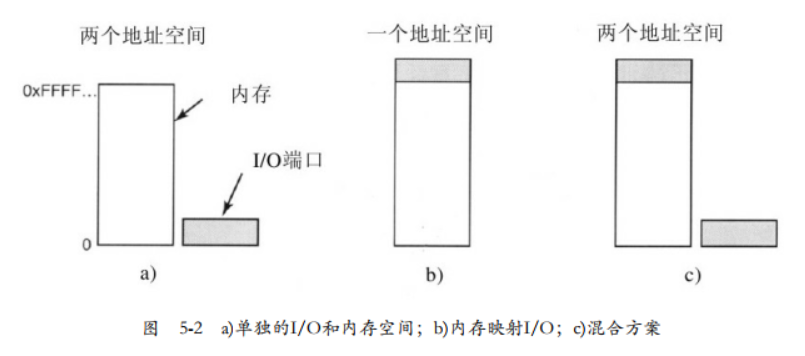 两个地址空间
一个地址空间
两个地址空间
0xFFFF…
内存
I/O端口
0
a)
b)
c)
图 5-2 a)单独的I/O和内存空间；b)内存映射I/O；c)混合方案